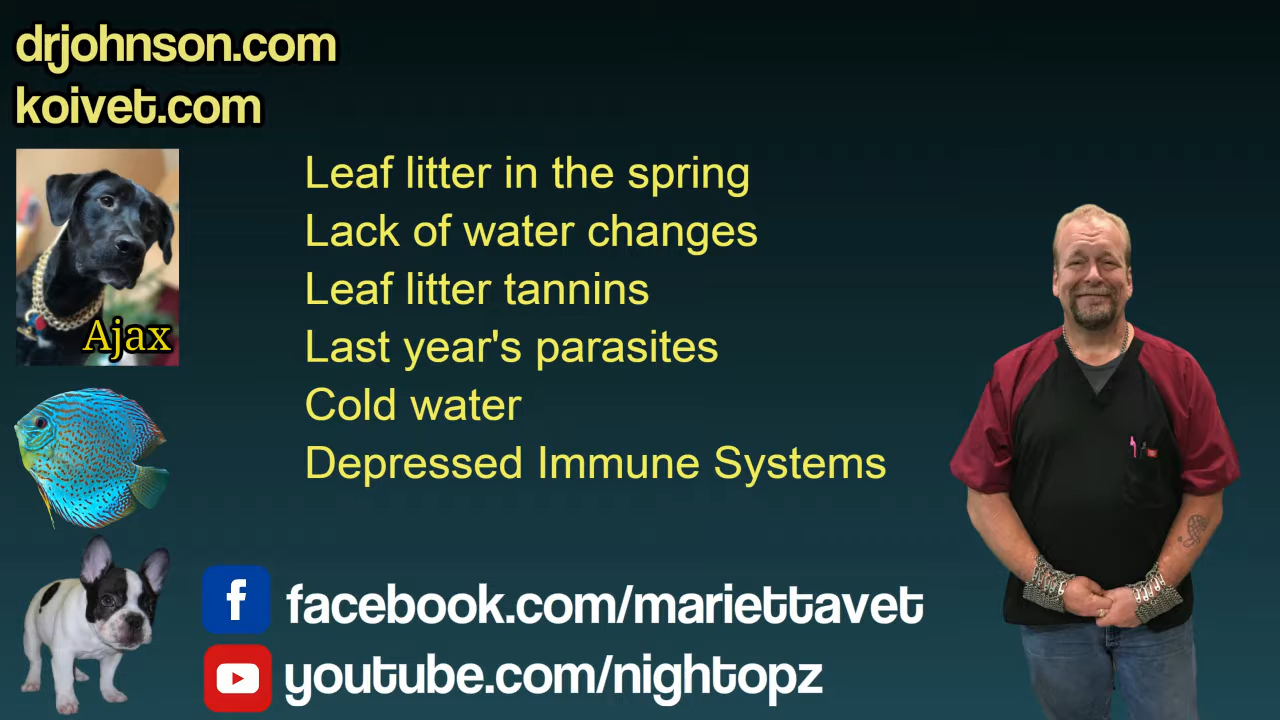 drjohnson.com
koivet.com
Leaf litter in the spring
Lack of water changes
Leaf litter tannins
Last year's parasites
Cold water
Depressed Immune Systems
Ajax
facebook.com/mariettavet
youtube.com/nightopz